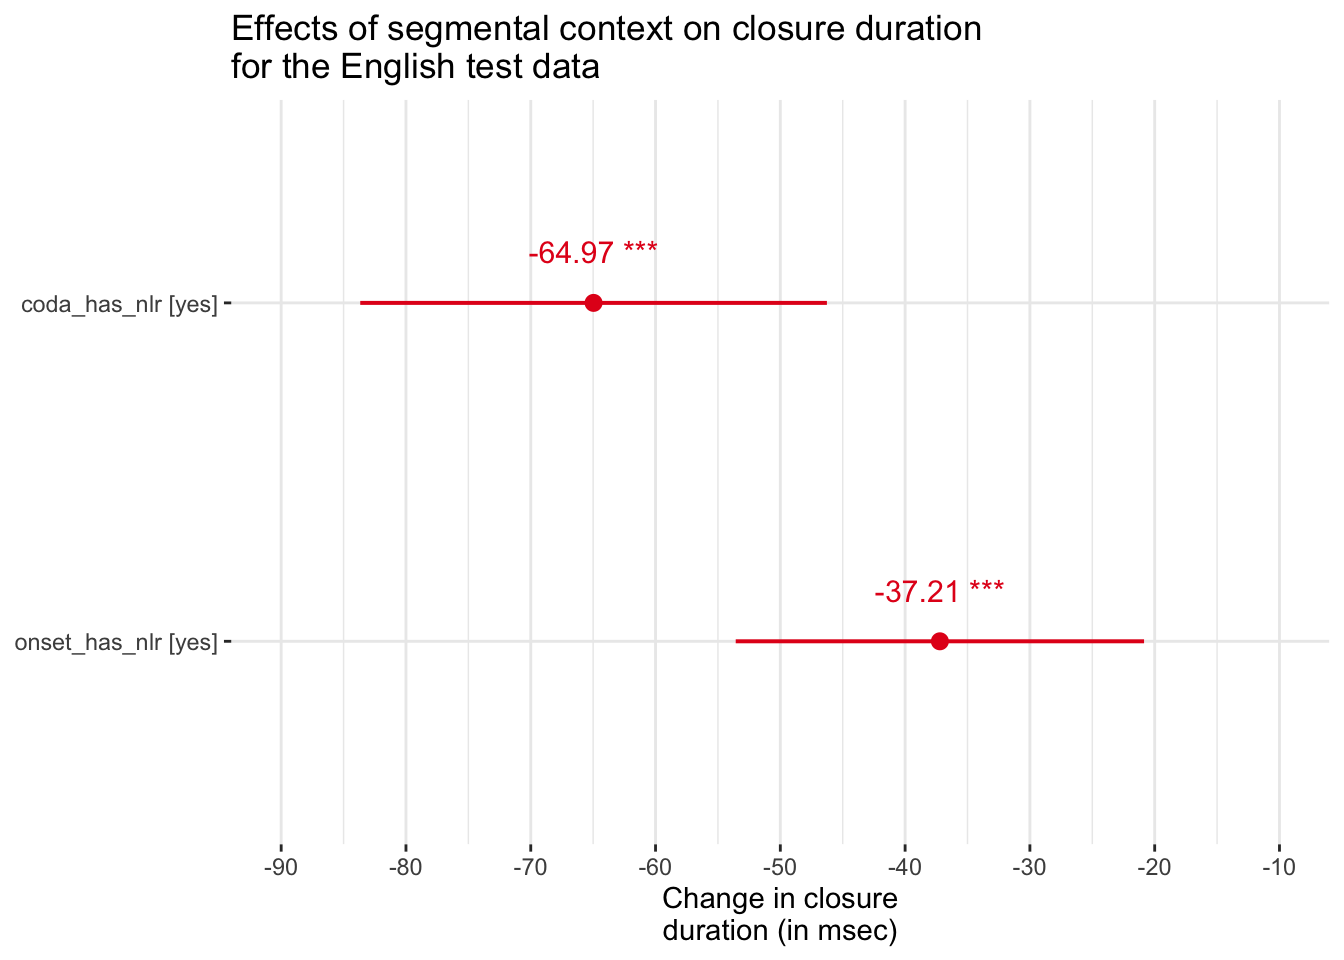 Effects of segmental context on closure duration
for the English test data
-64.97 ***
coda_has_nlr [yes]
-37.21 ***
onset_has_nlr [yes]
-90 -80 -70 -60 -50 -40 -30 -20 -10
Change in closure
duration (in msec)